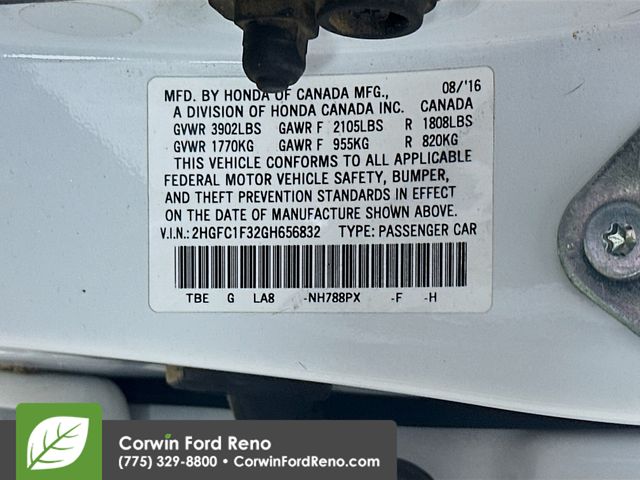 MFD. BY HONDA OF CANADA MFG., 08/'16
A DIVISION OF HONDA CANADA INC. CANADA
GVWR 3902LBS GAWR F 2105LBS R 1808LBS
GVWR 1770KG GAWR F 955KG R 820KG
THIS VEHICLE CONFORMS TO ALL APPLICABLE
FEDERAL MOTOR VEHICLE SAFETY, BUMPER,
AND THEFT PREVENTION STANDARDS IN EFFECT
ON THE DATE OF MANUFACTURE SHOWN ABOVE.
V.I.N.: 2HGFC1F32GH656832 TYPE: PASSENGER CAR
TBE G LA8 -NH788PX -F -H
Corwin Ford Reno
(775) 329-8800 • CorwinFordReno.com